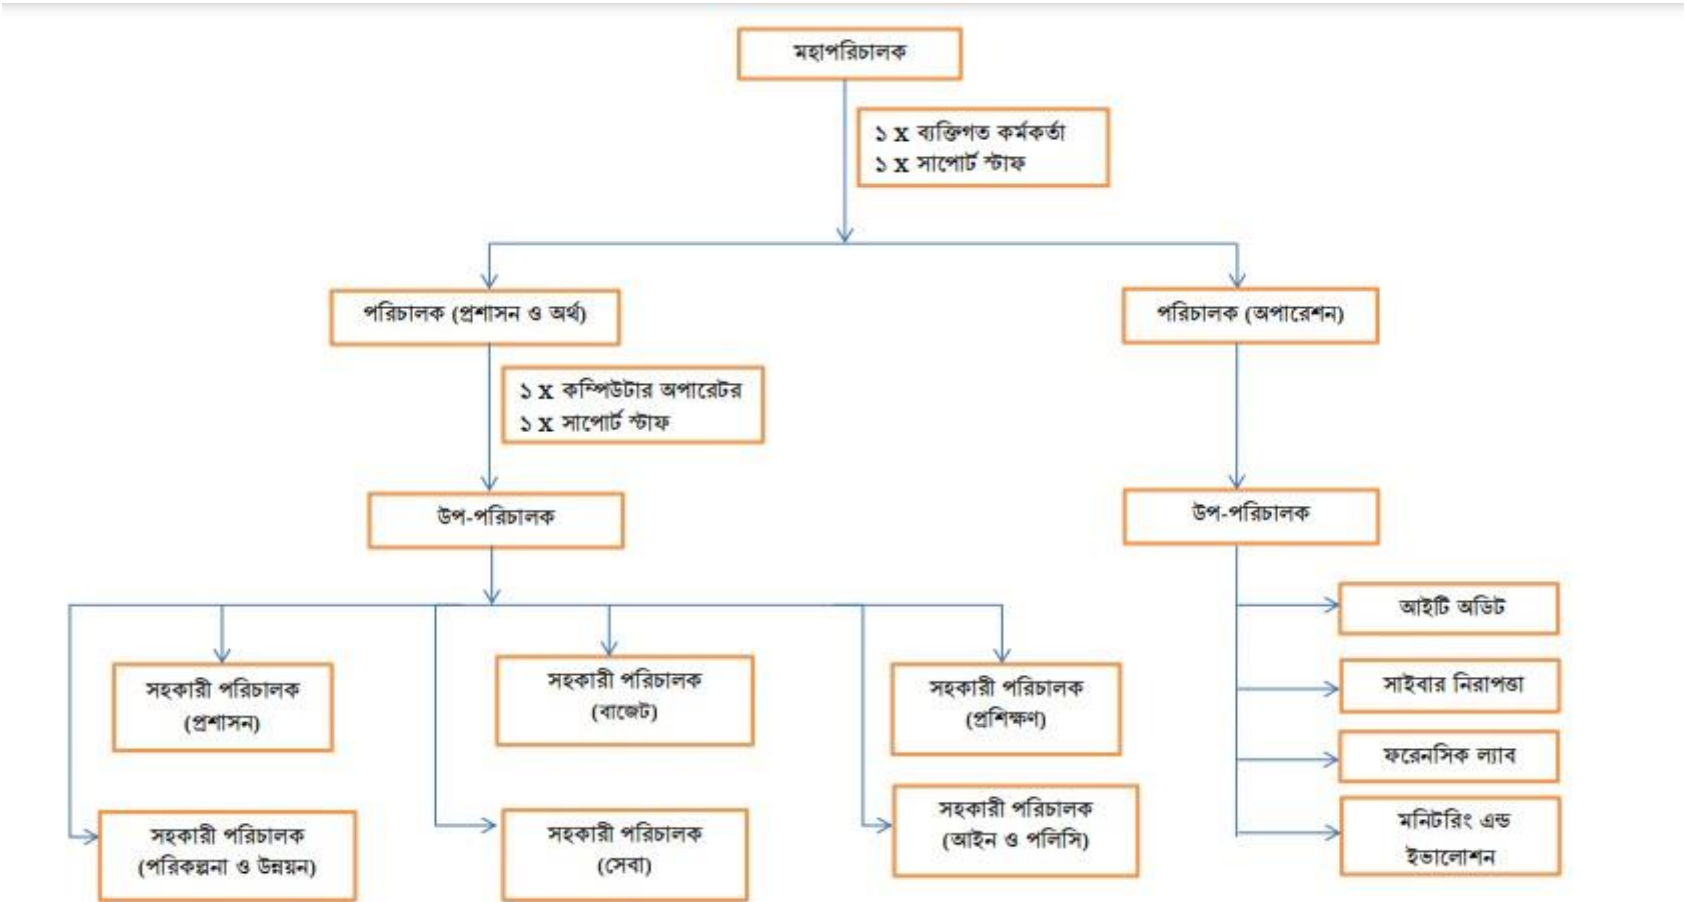 মহাপরিচালক
১ x ব্যক্তিগত কর্মকর্তা
১ x সাপোর্ট স্টাফ
পরিচালক (প্রশাসন ও অর্থ)
পরিচালক (অপারেশন)
১ x কম্পিউটার অপারেটর
১ x সাপোর্ট স্টাফ
উপ-পরিচালক
উপ-পরিচালক
সহকারী পরিচালক
(প্রশাসন)
সহকারী পরিচালক
(বাজেট)
সহকারী পরিচালক
(প্রশিক্ষণ)
সহকারী পরিচালক
(পরিকল্পনা ও উন্নয়ন)
সহকারী পরিচালক
(সেবা)
সহকারী পরিচালক
(আইন ও পলিসি)
আইটি অডিট
সাইবার নিরাপত্তা
ফরেনসিক ল্যাব
মনিটরিং এন্ড
ইভালোশন